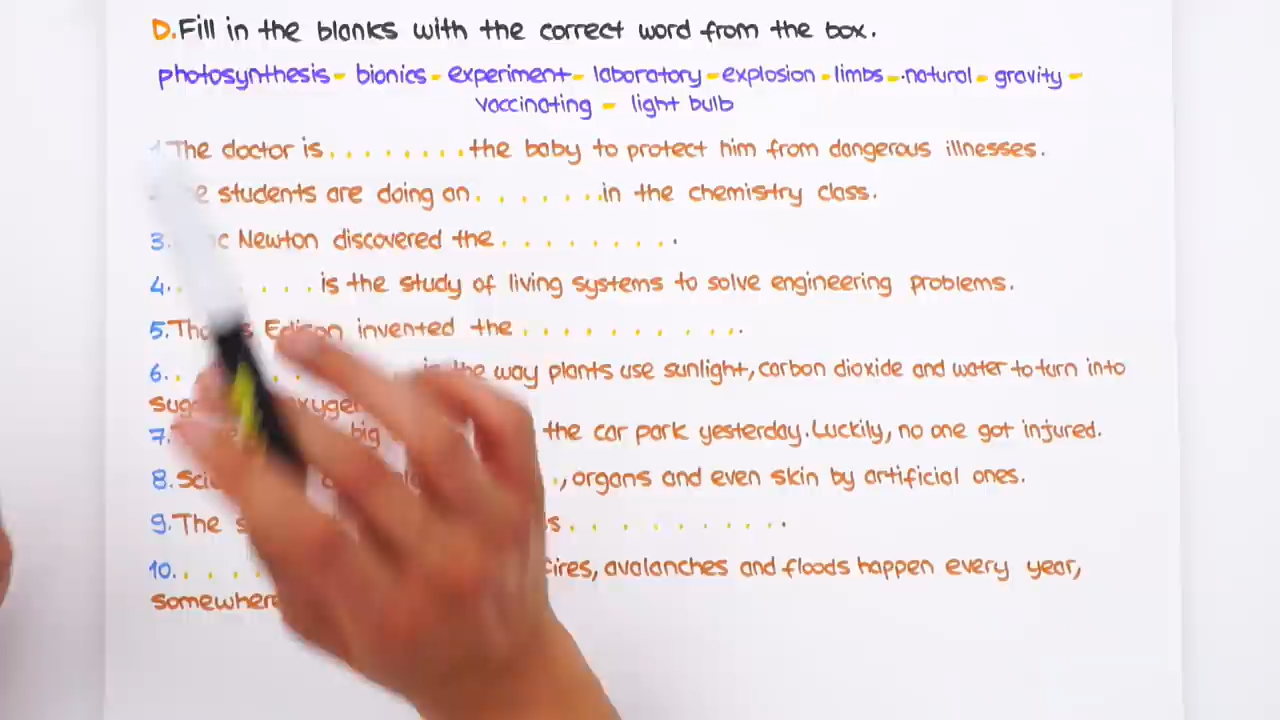 D.Fill in the blanks with the correct word from the box.
photosynthesis - bionics - experiment - laboratory - explosion - limbs - natural - gravity -
vaccinating - light bulb
The doctor is ........ the baby to protect him from dangerous illnesses.
students are doing an ....... in the chemistry class.
3. Newton discovered the .........
4. ..... is the study of living systems to solve engineering problems.
5. Edison invented the ..........
6. .. the way plants use sunlight, carbon dioxide and water to turn into
7. big the car park yesterday. Luckily, no one got injured.
8. ., organs and even skin by artificial ones.
9.The ..........
10. .... fires, avalanches and floods happen every year,
somewhere